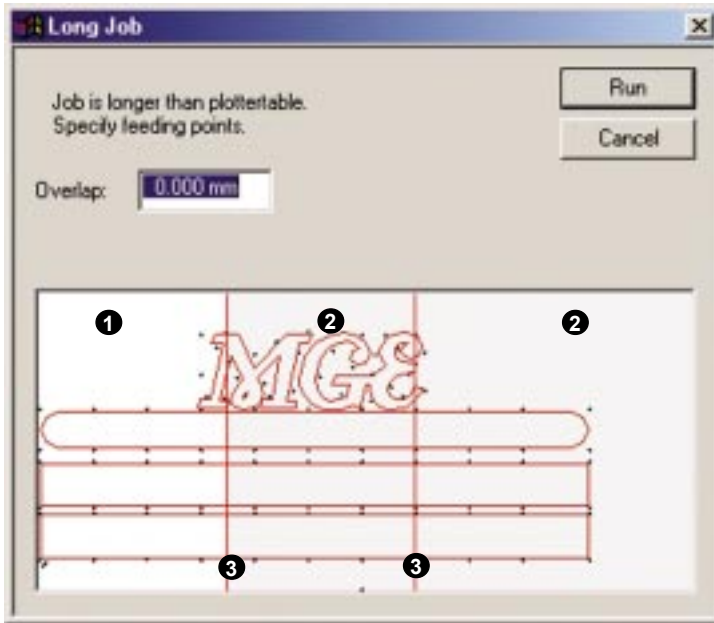 Long Job
Job is longer than plottertable.
Specify feeding points.
Run
Cancel
Overlap: 0.000 mm
1 2 2
MGE
3 3